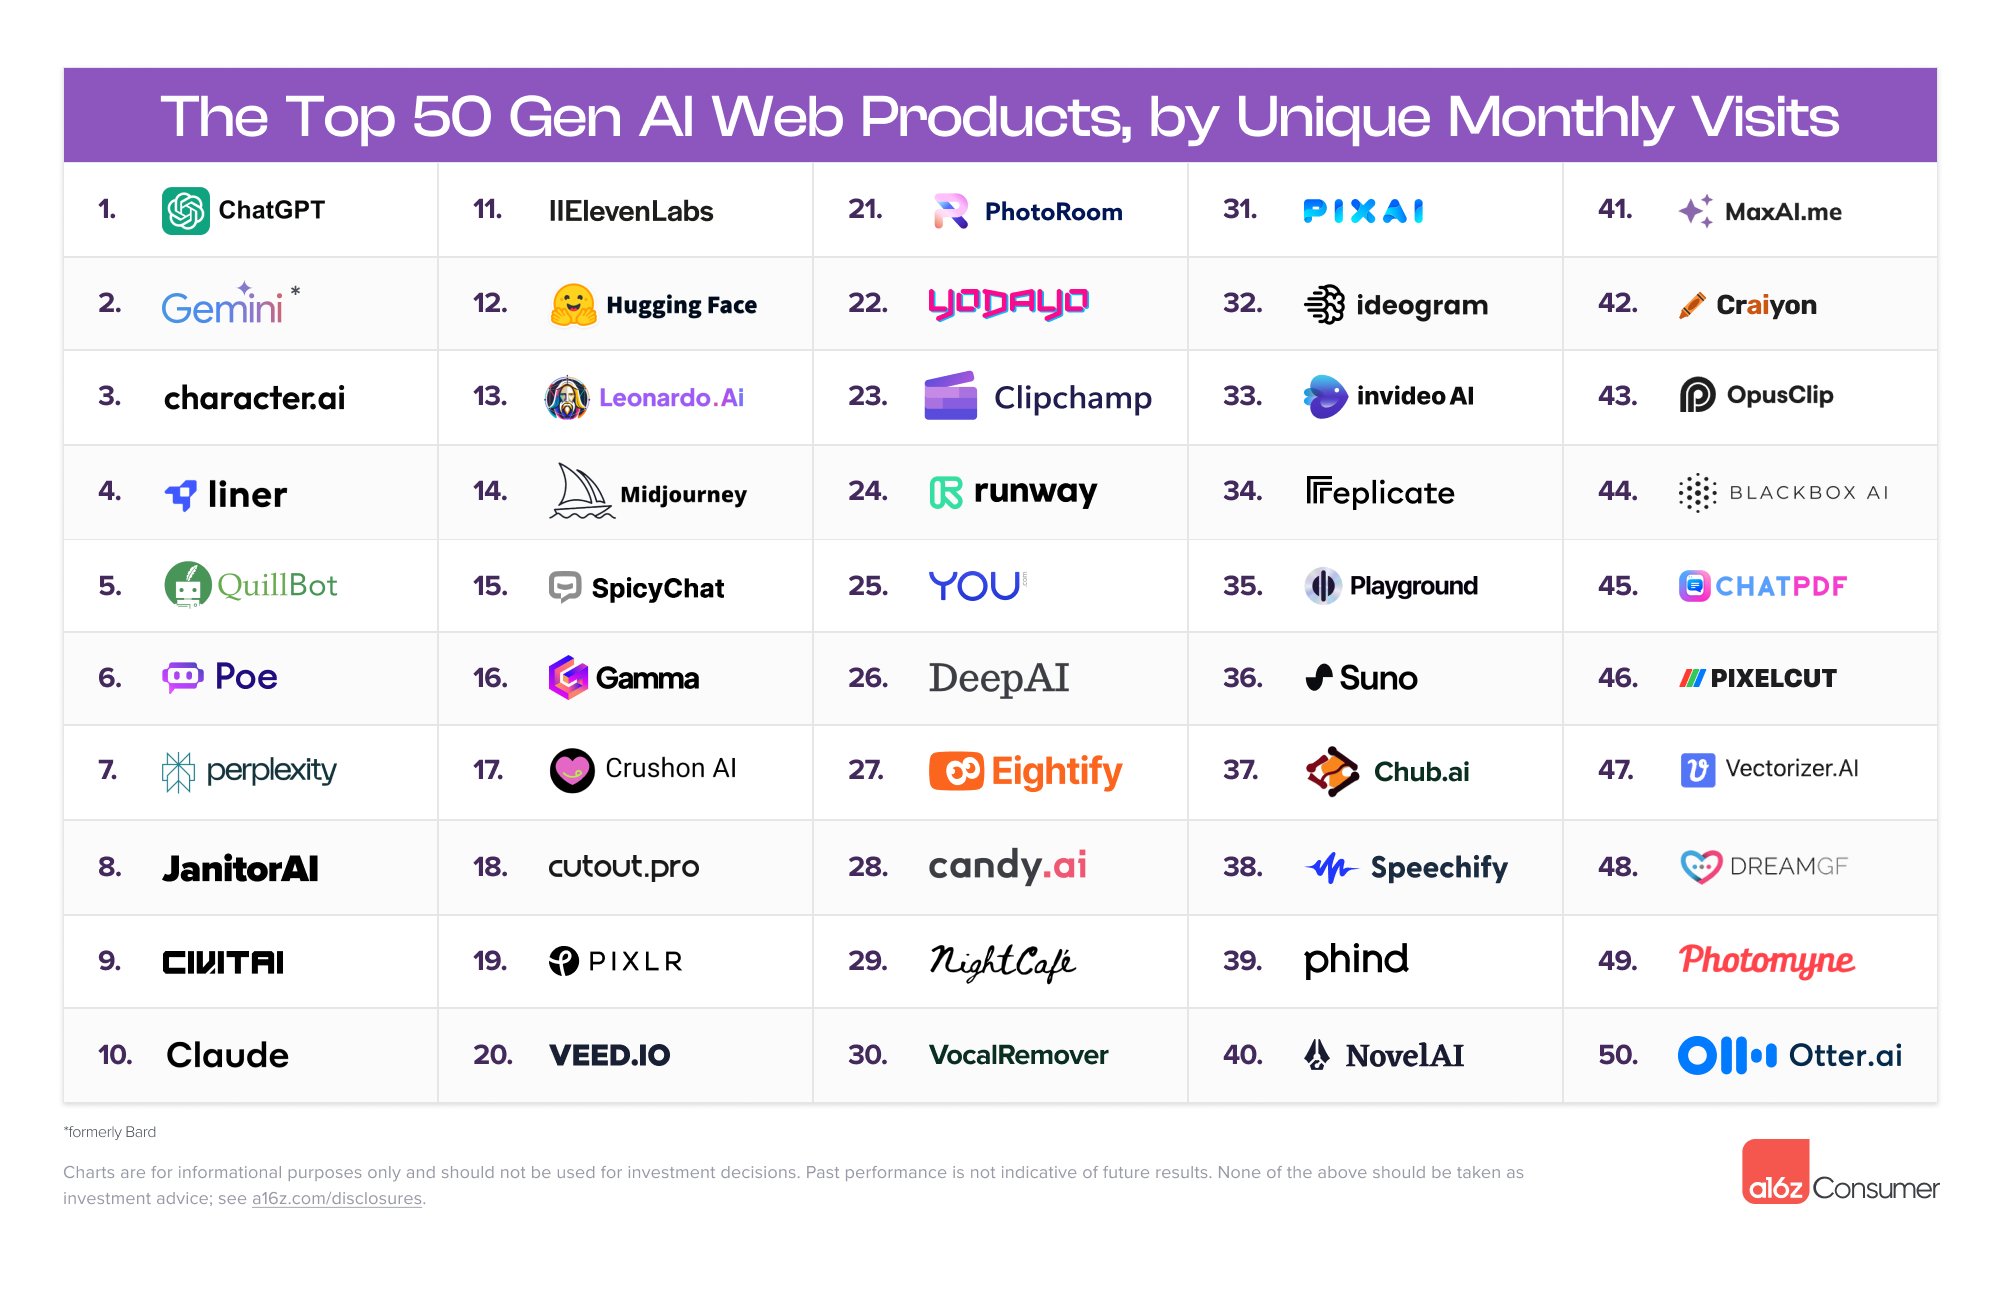 The Top 50 Gen AI Web Products, by Unique Monthly Visits
1. ChatGPT
2. Gemini*
3. character.ai
4. liner
5. QuillBot
6. Poe
7. perplexity
8. JanitorAI
9. CIVITAI
10. Claude
11. IIElevenLabs
12. Hugging Face
13. Leonardo.Ai
14. Midjourney
15. SpicyChat
16. Gamma
17. Crushon AI
18. cutout.pro
19. PIXLR
20. VEED.IO
21. PhotoRoom
22. YODAYO
23. Clipchamp
24. runway
25. YOU.com
26. DeepAI
27. Eightify
28. candy.ai
29. NightCafé
30. VocalRemover
31. PIXAI
32. ideogram
33. invideo AI
34. Replicate
35. Playground
36. Suno
37. Chub.ai
38. Speechify
39. phind
40. NovelAI
41. MaxAI.me
42. Craiyon
43. OpusClip
44. BLACKBOX AI
45. CHATPDF
46. PIXELCUT
47. Vectorizer.AI
48. DREAMGF
49. Photomyne
50. Otter.ai
*formerly Bard
Charts are for informational purposes only and should not be used for investment decisions. Past performance is not indicative of future results. None of the above should be taken as
investment advice; see a16z.com/disclosures.
a16z Consumer